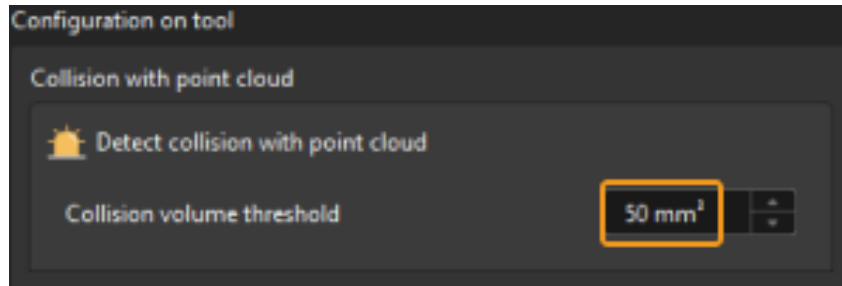 Configuration on tool
Collision with point cloud
Detect collision with point cloud
Collision volume threshold
50 mm³